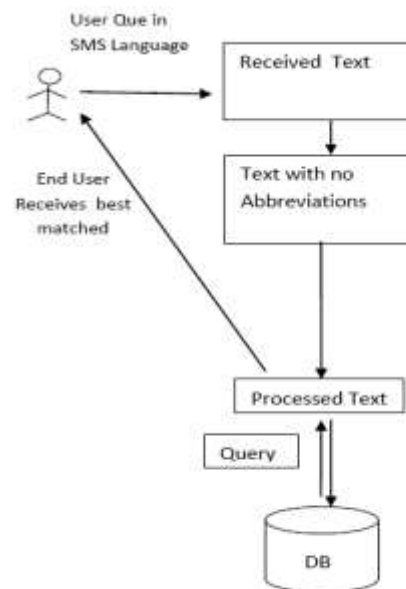 User Que in
SMS Language
Received Text
Text with no
Abbreviations
End User
Receives best
matched
Processed Text
Query
DB